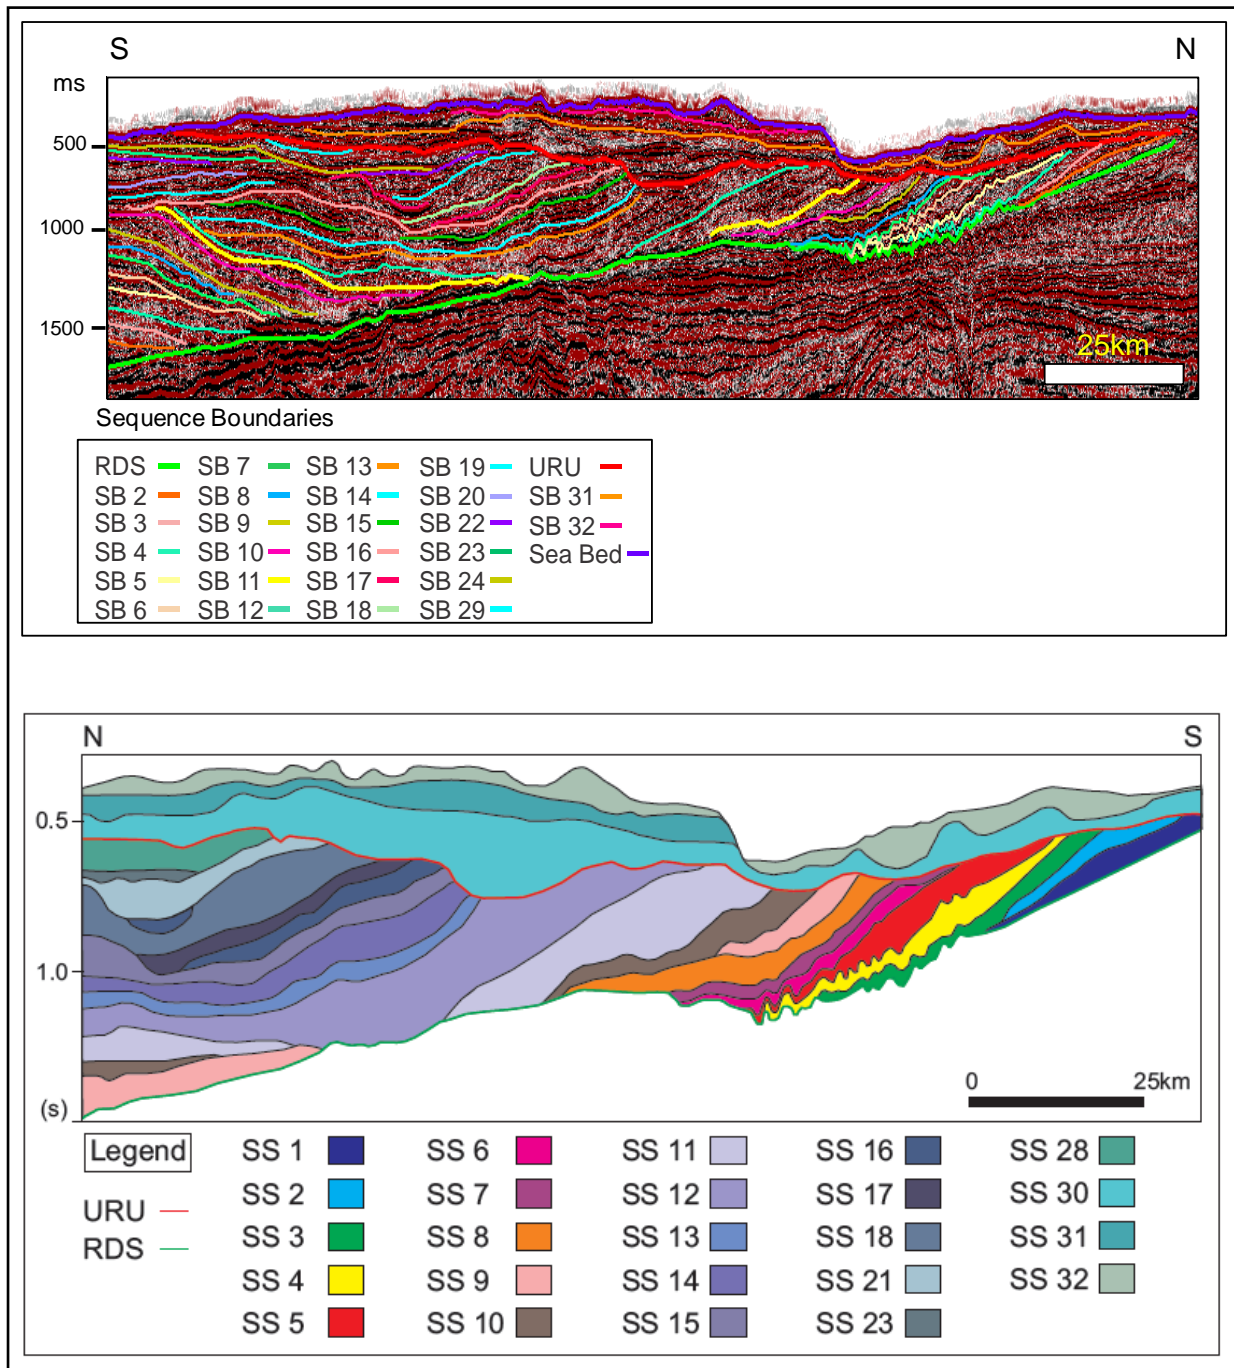 S N
ms
500
1000
1500
25km
Sequence Boundaries
RDS SB 7 SB 13 SB 19 URU
SB 2 SB 8 SB 14 SB 20 SB 31
SB 3 SB 9 SB 15 SB 22 SB 32
SB 4 SB 10 SB 16 SB 23 Sea Bed
SB 5 SB 11 SB 17 SB 24
SB 6 SB 12 SB 18 SB 29
N S
0.5
1.0
(s)
0 25km
Legend SS 1 SS 6 SS 11 SS 16 SS 28
URU SS 2 SS 7 SS 12 SS 17 SS 30
RDS SS 3 SS 8 SS 13 SS 18 SS 31
SS 4 SS 9 SS 14 SS 21 SS 32
SS 5 SS 10 SS 15 SS 23